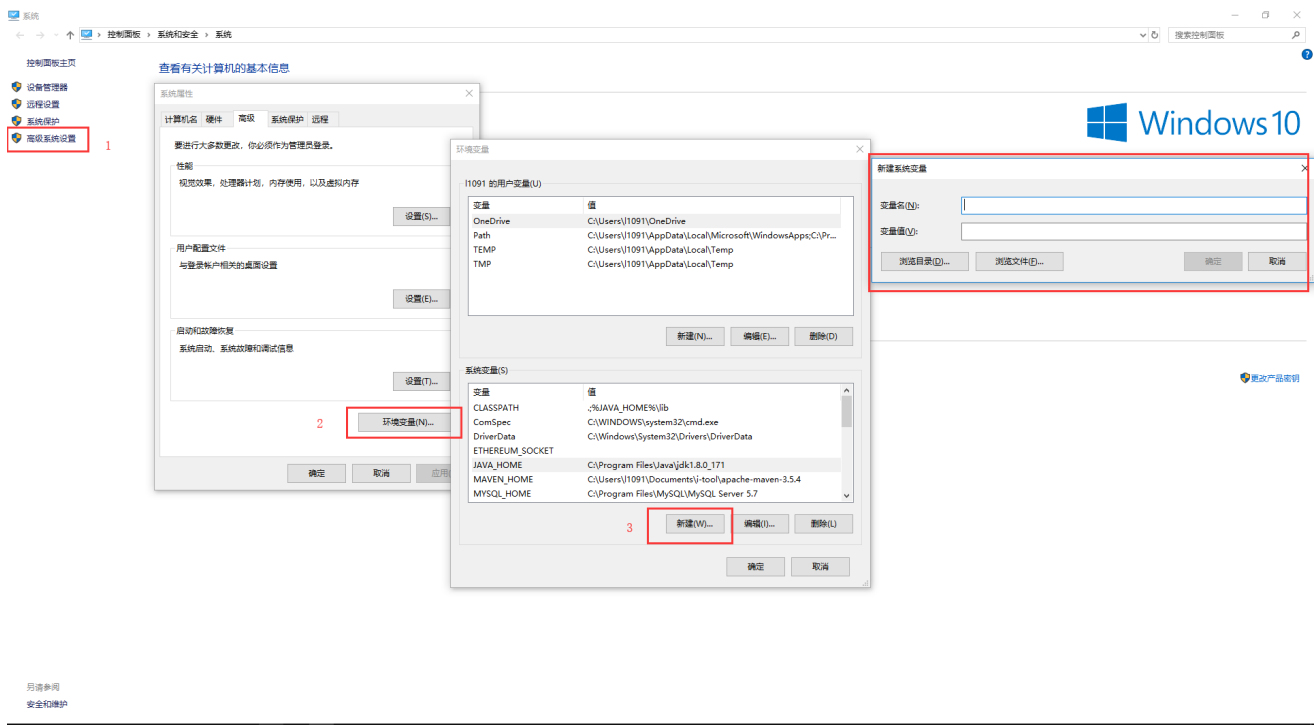 系统
控制面板 › 系统和安全 › 系统
搜索控制面板
控制面板主页
设备管理器
远程设置
系统保护
高级系统设置
1
查看有关计算机的基本信息
Windows 10
系统属性
计算机名 硬件 高级 系统保护 远程
要进行大多数更改，你必须作为管理员登录。
性能
视觉效果，处理器计划，内存使用，以及虚拟内存
设置(S)...
用户配置文件
与登录帐户相关的桌面设置
设置(E)...
启动和故障恢复
系统启动、系统故障和调试信息
设置(T)...
2
环境变量(N)...
确定 取消
环境变量
l1091 的用户变量(U)
变量 值
OneDrive C:\Users\l1091\OneDrive
Path C:\Users\l1091\AppData\Local\Microsoft\WindowsApps;C:\Pr...
TEMP C:\Users\l1091\AppData\Local\Temp
TMP C:\Users\l1091\AppData\Local\Temp
新建(N)... 编辑(E)... 删除(D)
系统变量(S)
变量 值
CLASSPATH .;%JAVA_HOME%\lib
ComSpec C:\WINDOWS\system32\cmd.exe
DriverData C:\Windows\System32\Drivers\DriverData
ETHEREUM_SOCKET
JAVA_HOME C:\Program Files\Java\jdk1.8.0_171
MAVEN_HOME C:\Users\l1091\Documents\i-tool\apache-maven-3.5.4
MYSQL_HOME C:\Program Files\MySQL\MySQL Server 5.7
3
新建(W)... 编辑(I)... 删除(L)
确定 取消
新建系统变量
变量名(N):
变量值(V):
浏览目录(D)... 浏览文件(F)... 确定 取消
更改产品密钥
另请参阅
安全和维护